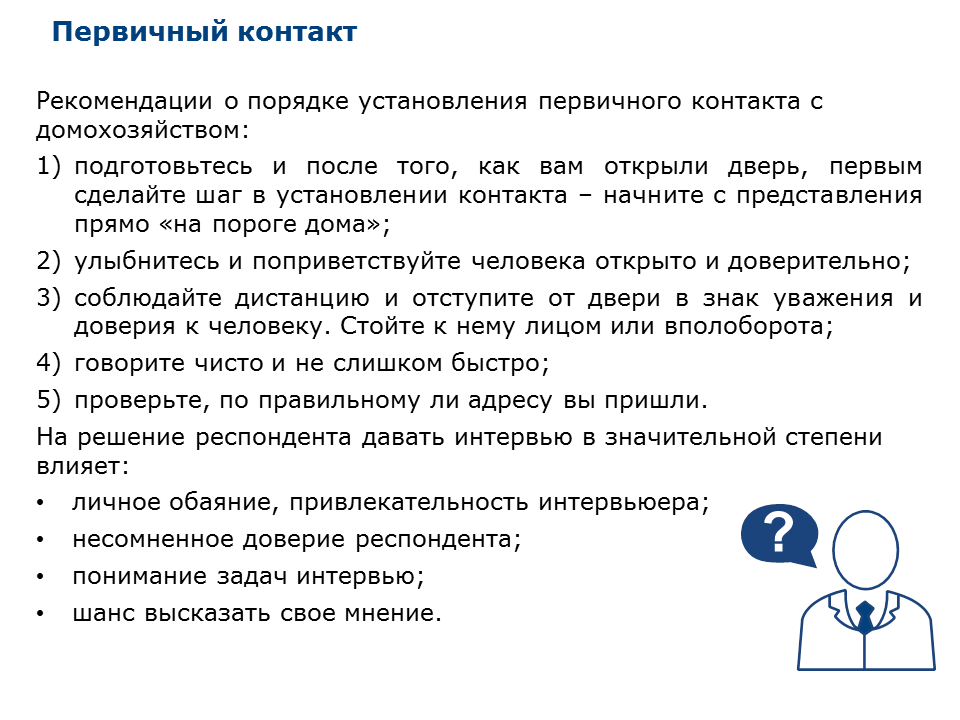 Первичный контакт
Рекомендации о порядке установления первичного контакта с
домохозяйством:
1) подготовьтесь и после того, как вам открыли дверь, первым
сделайте шаг в установлении контакта – начните с представления
прямо «на пороге дома»;
2) улыбнитесь и поприветствуйте человека открыто и доверительно;
3) соблюдайте дистанцию и отступите от двери в знак уважения и
доверия к человеку. Стойте к нему лицом или вполоборота;
4) говорите чисто и не слишком быстро;
5) проверьте, по правильному ли адресу вы пришли.
На решение респондента давать интервью в значительной степени
влияет:
• личное обаяние, привлекательность интервьюера;
• несомненное доверие респондента;
• понимание задач интервью;
• шанс высказать свое мнение.
?